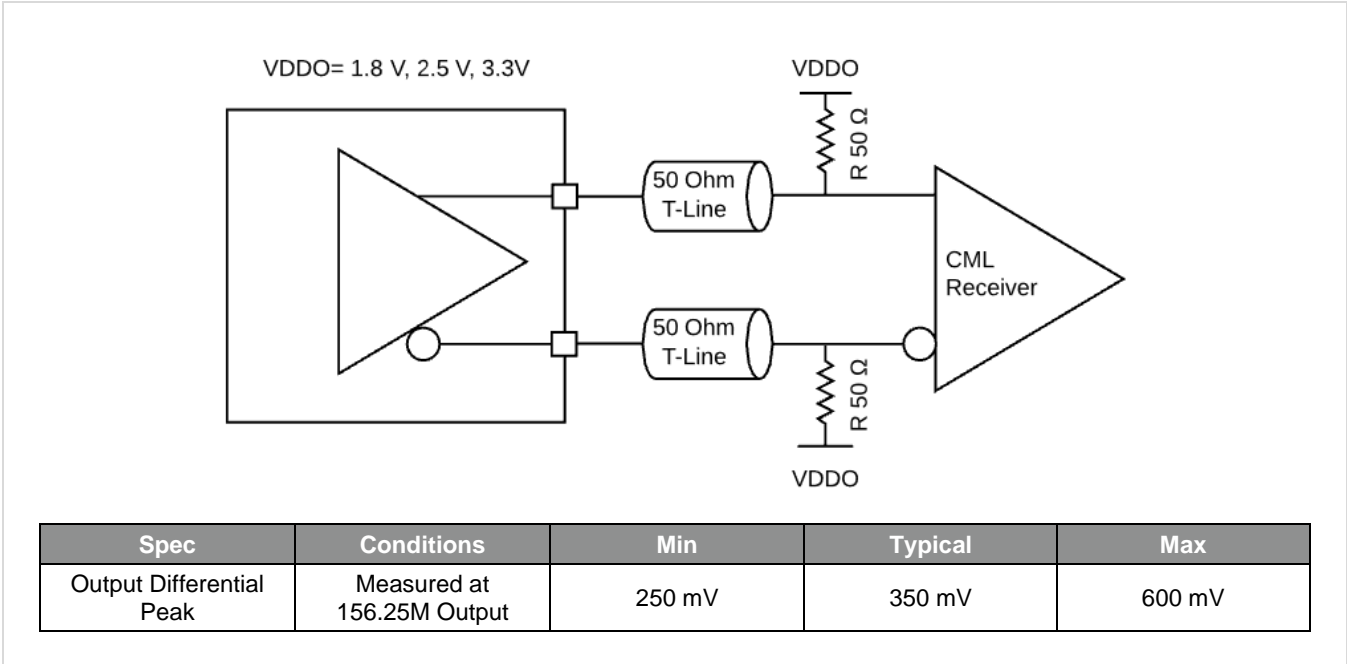 VDDO= 1.8 V, 2.5 V, 3.3V
VDDO
R 50 Ω
50 Ohm
T-Line
CML
Receiver
50 Ohm
T-Line
R 50 Ω
VDDO
Spec Conditions Min Typical Max
Output Differential
Peak
Measured at
156.25M Output
250 mV 350 mV 600 mV